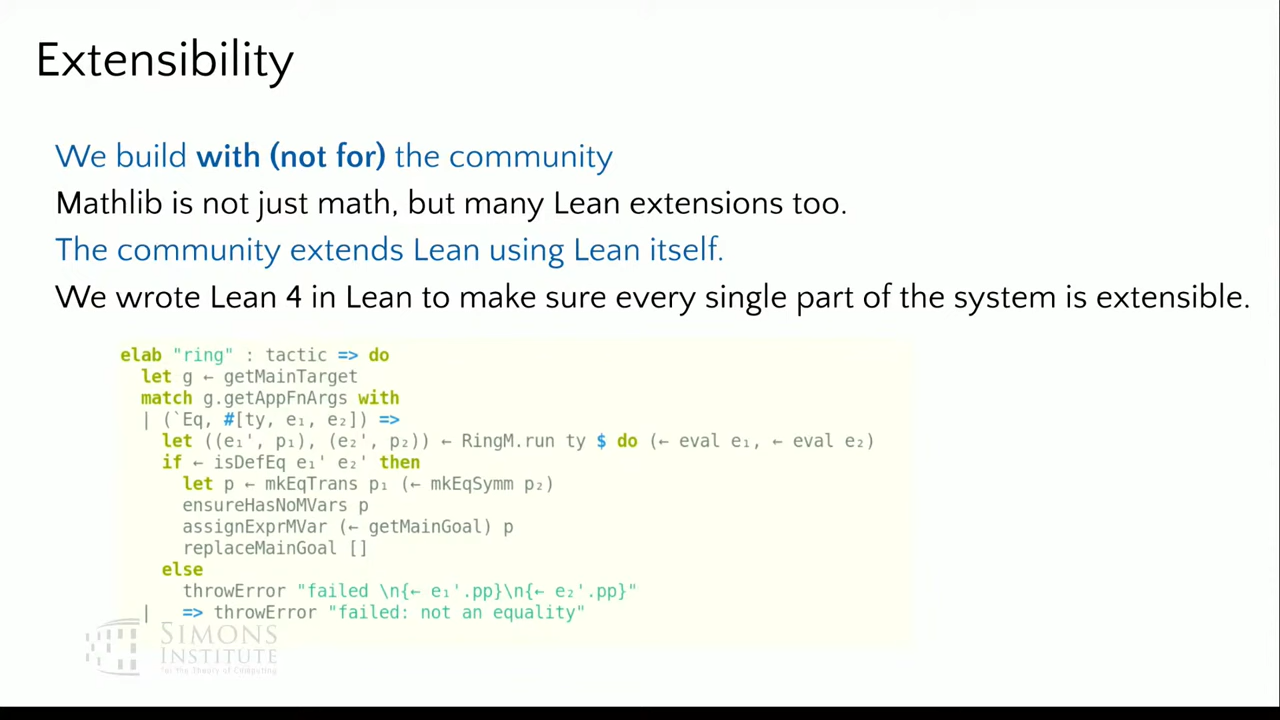 Extensibility
We build with (not for) the community
Mathlib is not just math, but many Lean extensions too.
The community extends Lean using Lean itself.
We wrote Lean 4 in Lean to make sure every single part of the system is extensible.
elab "ring" : tactic => do
let g ← getMainTarget
match g.getAppFnArgs with
| (`Eq, #[ty, e₁, e₂]) =>
let ((e₁', p₁), (e₂', p₂)) ← RingM.run ty $ do (← eval e₁, ← eval e₂)
if ← isDefEq e₁' e₂' then
let p ← mkEqTrans p₁ (← mkEqSymm p₂)
ensureHasNoMVars p
assignExprMVar (← getMainGoal) p
replaceMainGoal []
else
throwError "failed \n{← e₁'.pp}\n{← e₂'.pp}"
| => throwError "failed: not an equality"
SIMONS
INSTITUTE
for the Theory of Computing